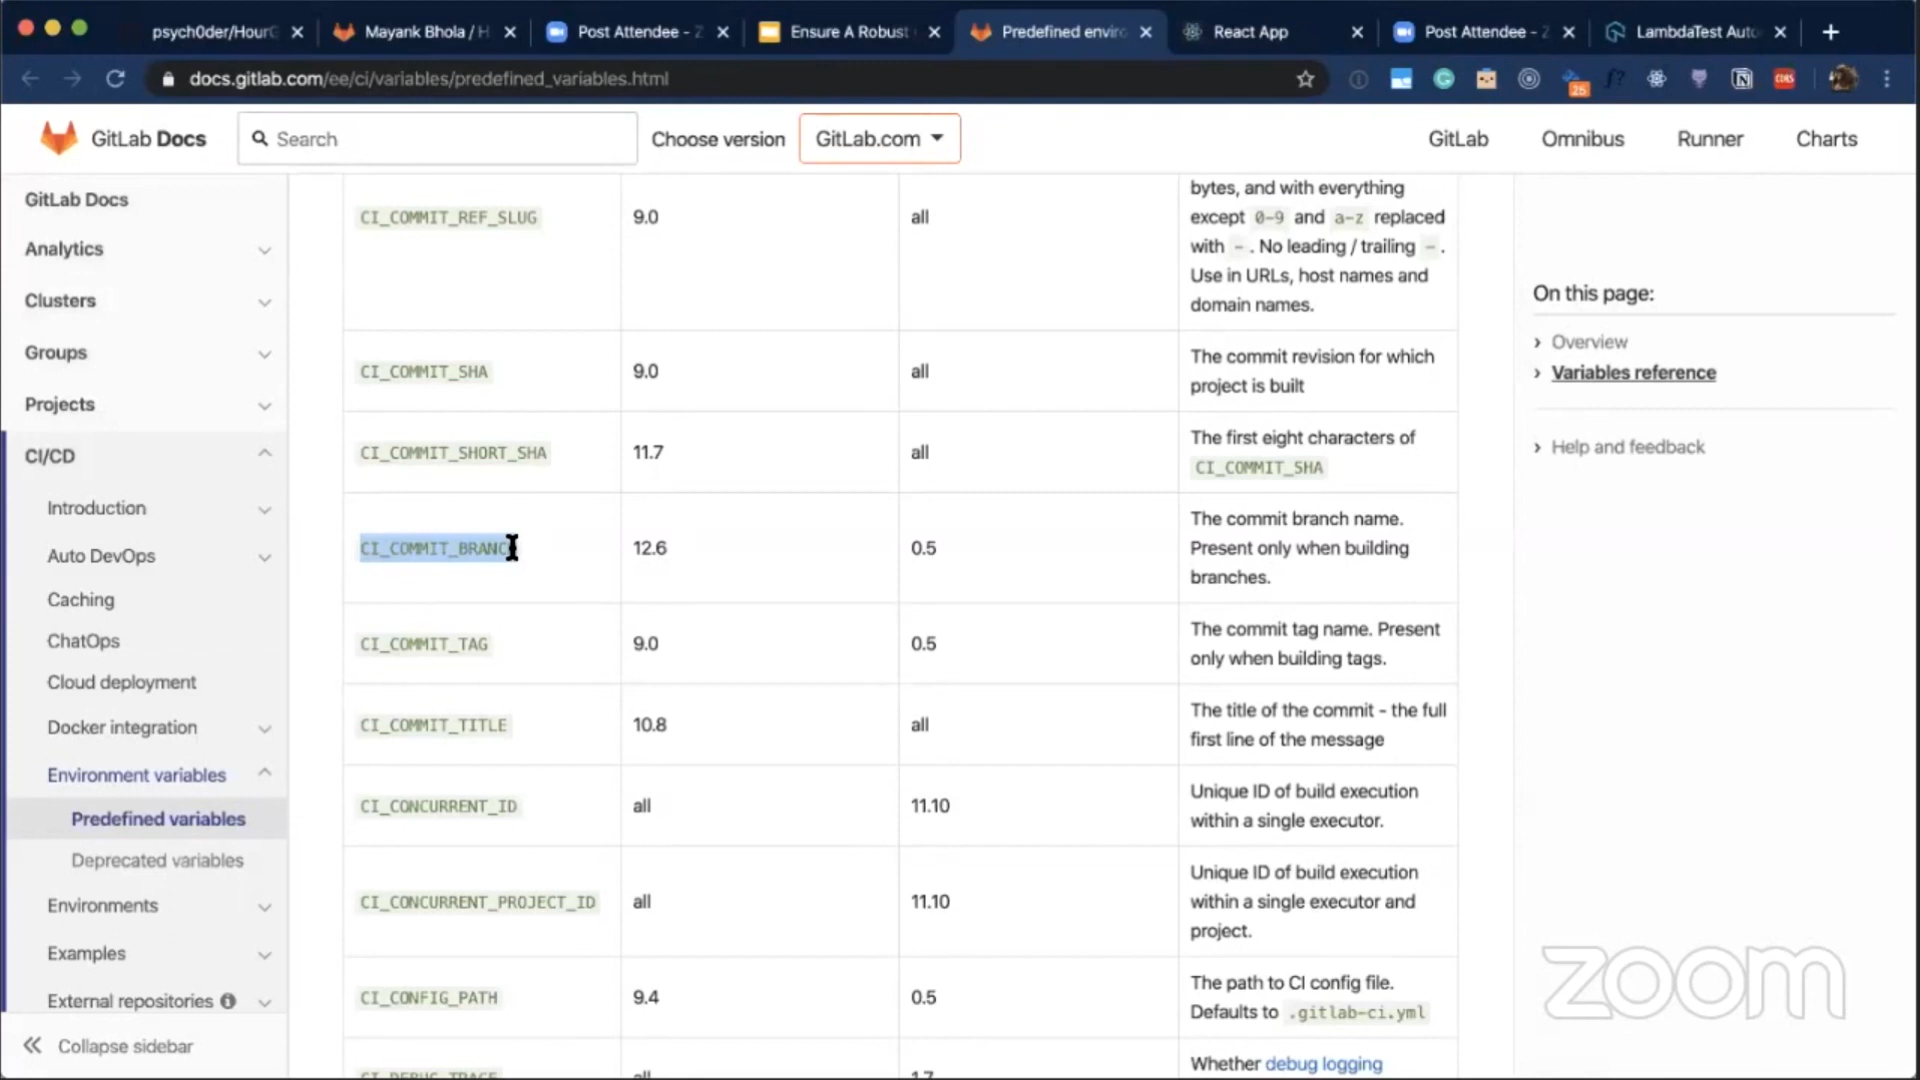 psych0der/Hour
Mayank Bhola / H
Post Attendee - Z
Ensure A Robust
Predefined enviro
React App
Post Attendee - Z
LambdaTest Auto
docs.gitlab.com/ee/ci/variables/predefined_variables.html
25
GitLab Docs
Search
Choose version
GitLab.com
GitLab
Omnibus
Runner
Charts
GitLab Docs
Analytics
Clusters
Groups
Projects
CI/CD
Introduction
Auto DevOps
Caching
ChatOps
Cloud deployment
Docker integration
Environment variables
Predefined variables
Deprecated variables
Environments
Examples
External repositories
Collapse sidebar
bytes, and with everything
CI_COMMIT_REF_SLUG 9.0 all except 0-9 and a-z replaced
with - . No leading / trailing - .
Use in URLs, host names and
domain names.
The commit revision for which
CI_COMMIT_SHA 9.0 all
project is built
The first eight characters of
CI_COMMIT_SHORT_SHA 11.7 all
CI_COMMIT_SHA
The commit branch name.
CI_COMMIT_BRANC 12.6 0.5 Present only when building
branches.
The commit tag name. Present
CI_COMMIT_TAG 9.0 0.5
only when building tags.
The title of the commit - the full
CI_COMMIT_TITLE 10.8 all
first line of the message
Unique ID of build execution
CI_CONCURRENT_ID all 11.10
within a single executor.
Unique ID of build execution
CI_CONCURRENT_PROJECT_ID all 11.10 within a single executor and
project.
The path to CI config file.
CI_CONFIG_PATH 9.4 0.5
Defaults to .gitlab-ci.yml
Whether debug logging
CI_DEBUG_TRACE all 1.7
On this page:
Overview
Variables reference
Help and feedback
zoom